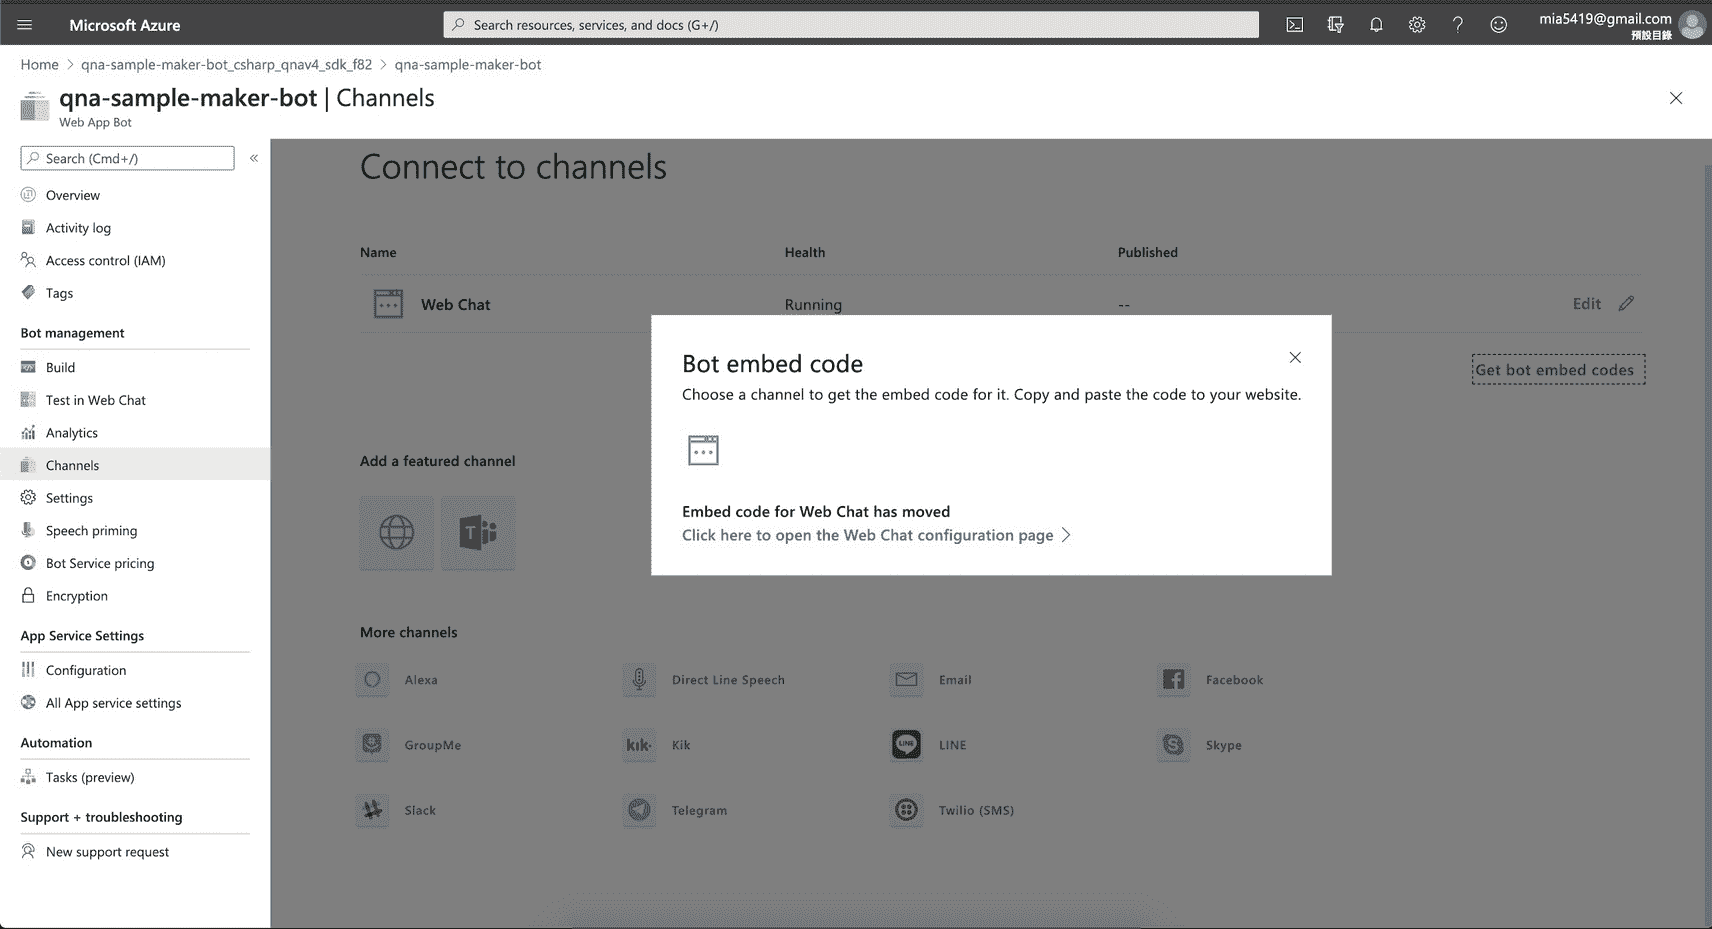 Microsoft Azure
Search resources, services, and docs (G+/)
mia5419@gmail.com
預設目錄
Home > qna-sample-maker-bot_csharp_qnav4_sdk_f82 > qna-sample-maker-bot
qna-sample-maker-bot | Channels
Web App Bot
Search (Cmd+/)
«
Overview
Activity log
Access control (IAM)
Tags
Bot management
Build
Test in Web Chat
Analytics
Channels
Settings
Speech priming
Bot Service pricing
Encryption
App Service Settings
Configuration
All App service settings
Automation
Tasks (preview)
Support + troubleshooting
New support request
Connect to channels
Name Health Published
Web Chat Running -- Edit
Get bot embed codes
Bot embed code
Choose a channel to get the embed code for it. Copy and paste the code to your website.
Embed code for Web Chat has moved
Click here to open the Web Chat configuration page >
Add a featured channel
T
More channels
Alexa Direct Line Speech Email Facebook
GroupMe kik· Kik LINE LINE Skype
Slack Telegram Twilio (SMS)